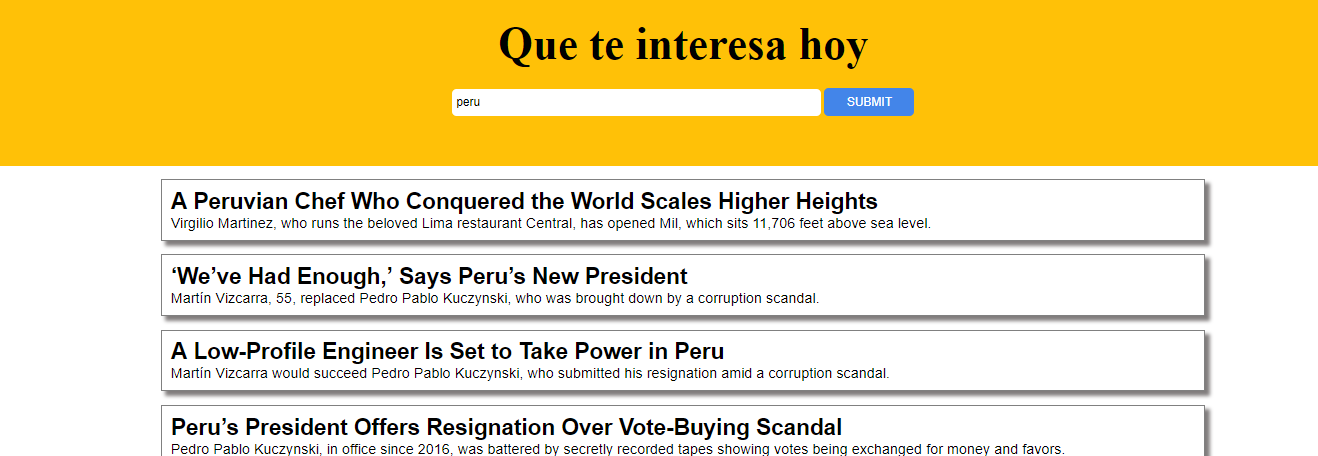 Que te interesa hoy
peru
SUBMIT
A Peruvian Chef Who Conquered the World Scales Higher Heights
Virgilio Martinez, who runs the beloved Lima restaurant Central, has opened Mil, which sits 11,706 feet above sea level.
‘We’ve Had Enough,’ Says Peru’s New President
Martín Vizcarra, 55, replaced Pedro Pablo Kuczynski, who was brought down by a corruption scandal.
A Low-Profile Engineer Is Set to Take Power in Peru
Martín Vizcarra would succeed Pedro Pablo Kuczynski, who submitted his resignation amid a corruption scandal.
Peru’s President Offers Resignation Over Vote-Buying Scandal
Pedro Pablo Kuczynski, in office since 2016, was battered by secretly recorded tapes showing votes being exchanged for money and favors.